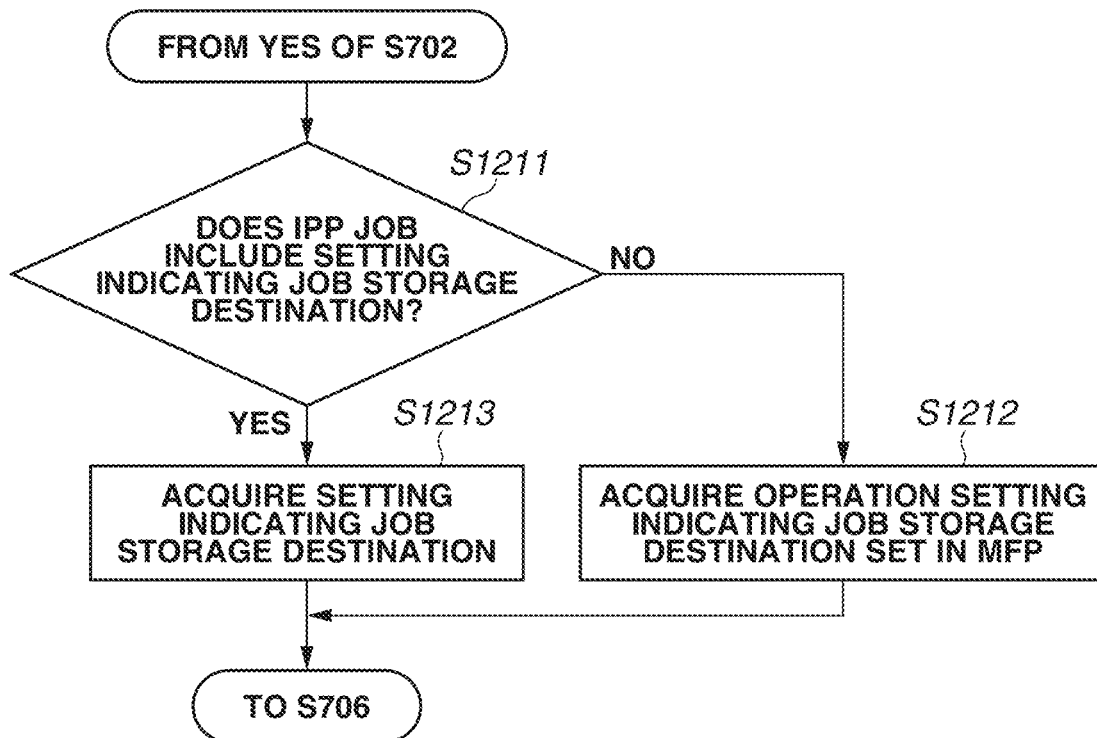 FROM YES OF S702
S1211
DOES IPP JOB
INCLUDE SETTING
INDICATING JOB STORAGE
DESTINATION?
NO
YES
S1213
ACQUIRE SETTING
INDICATING JOB
STORAGE DESTINATION
S1212
ACQUIRE OPERATION SETTING
INDICATING JOB STORAGE
DESTINATION SET IN MFP
TO S706